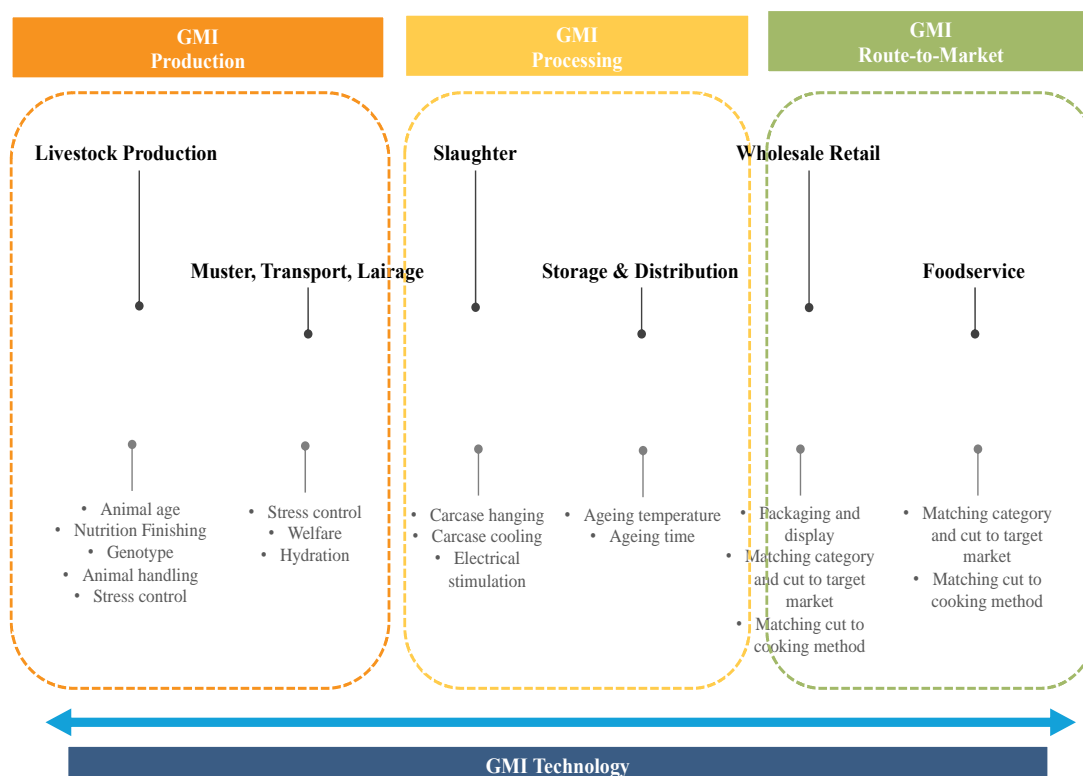 GMI
Production
GMI
Processing
GMI
Route-to-Market
Livestock Production
Slaughter
Wholesale Retail
Muster, Transport, Lairage
Storage & Distribution
Foodservice
• Animal age
• Nutrition Finishing
• Genotype
• Animal handling
• Stress control
• Stress control
• Welfare
• Hydration
• Carcase hanging
• Carcase cooling
• Electrical
stimulation
• Ageing temperature
• Ageing time
• Packaging and
display
• Matching category
and cut to target
market
• Matching cut to
cooking method
• Matching category
and cut to target
market
• Matching cut to
cooking method
GMI Technology